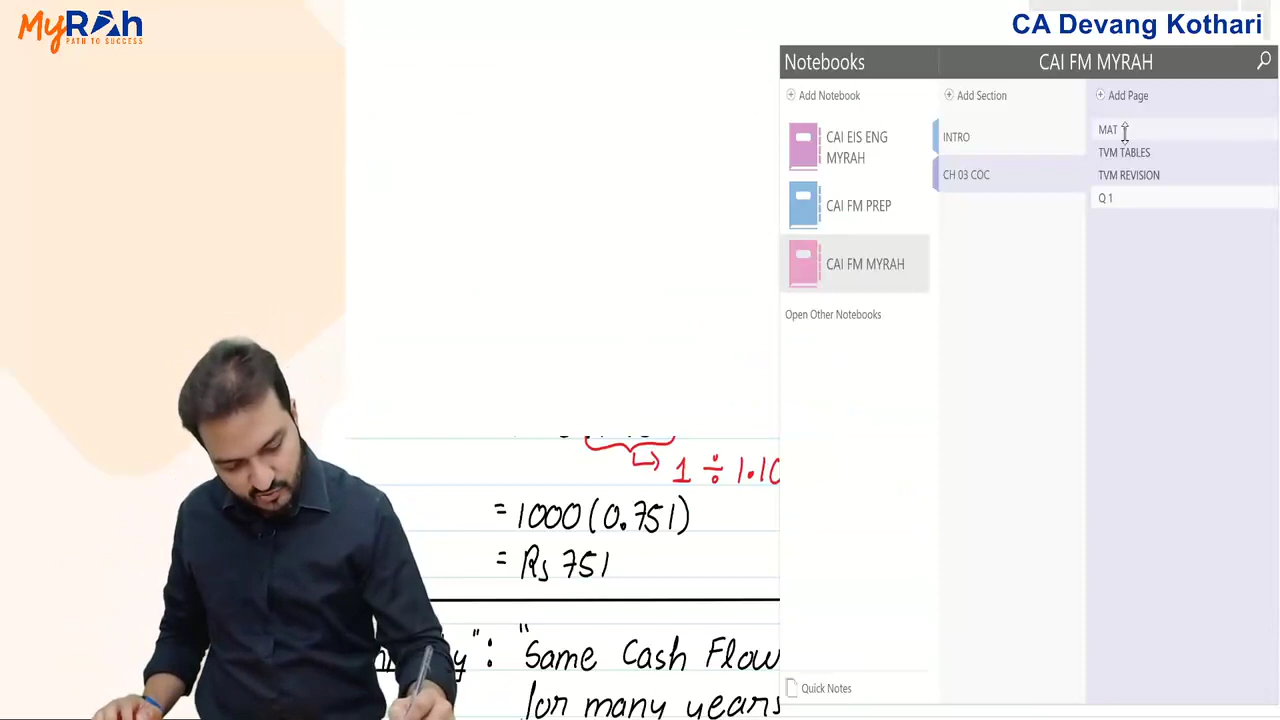 MyRAh
PATH TO SUCCESS
CA Devang Kothari
Notebooks
CAI FM MYRAH
Add Notebook
Add Section
Add Page
CAI EIS ENG
MYRAH
CAI FM PREP
CAI FM MYRAH
Open Other Notebooks
INTRO
CH 03 COC
MAT
TVM TABLES
TVM REVISION
Q 1
1 ÷ 1.10
= 1000 (0.751)
= Rs 751
": "Same Cash Flow
for many years
Quick Notes